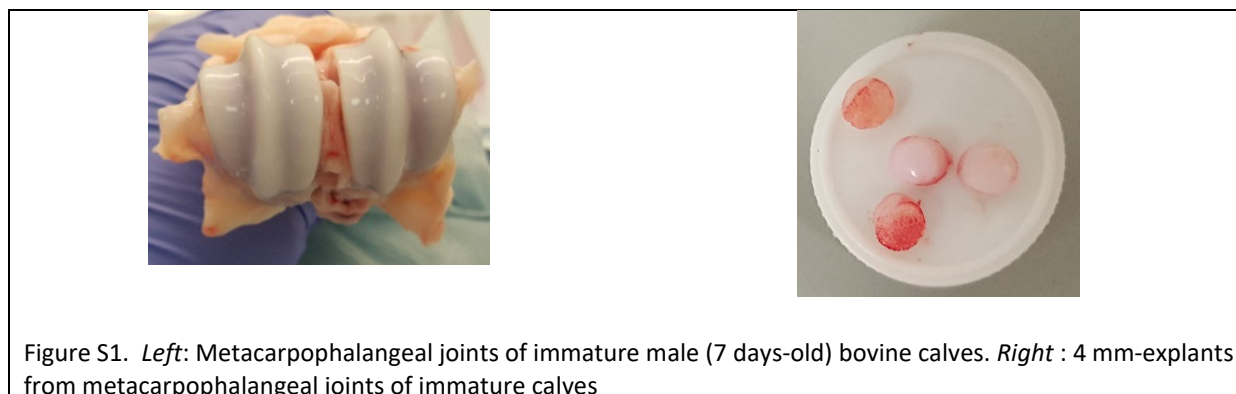 Figure S1. Left: Metacarpophalangeal joints of immature male (7 days-old) bovine calves. Right : 4 mm-explants
from metacarpophalangeal joints of immature calves